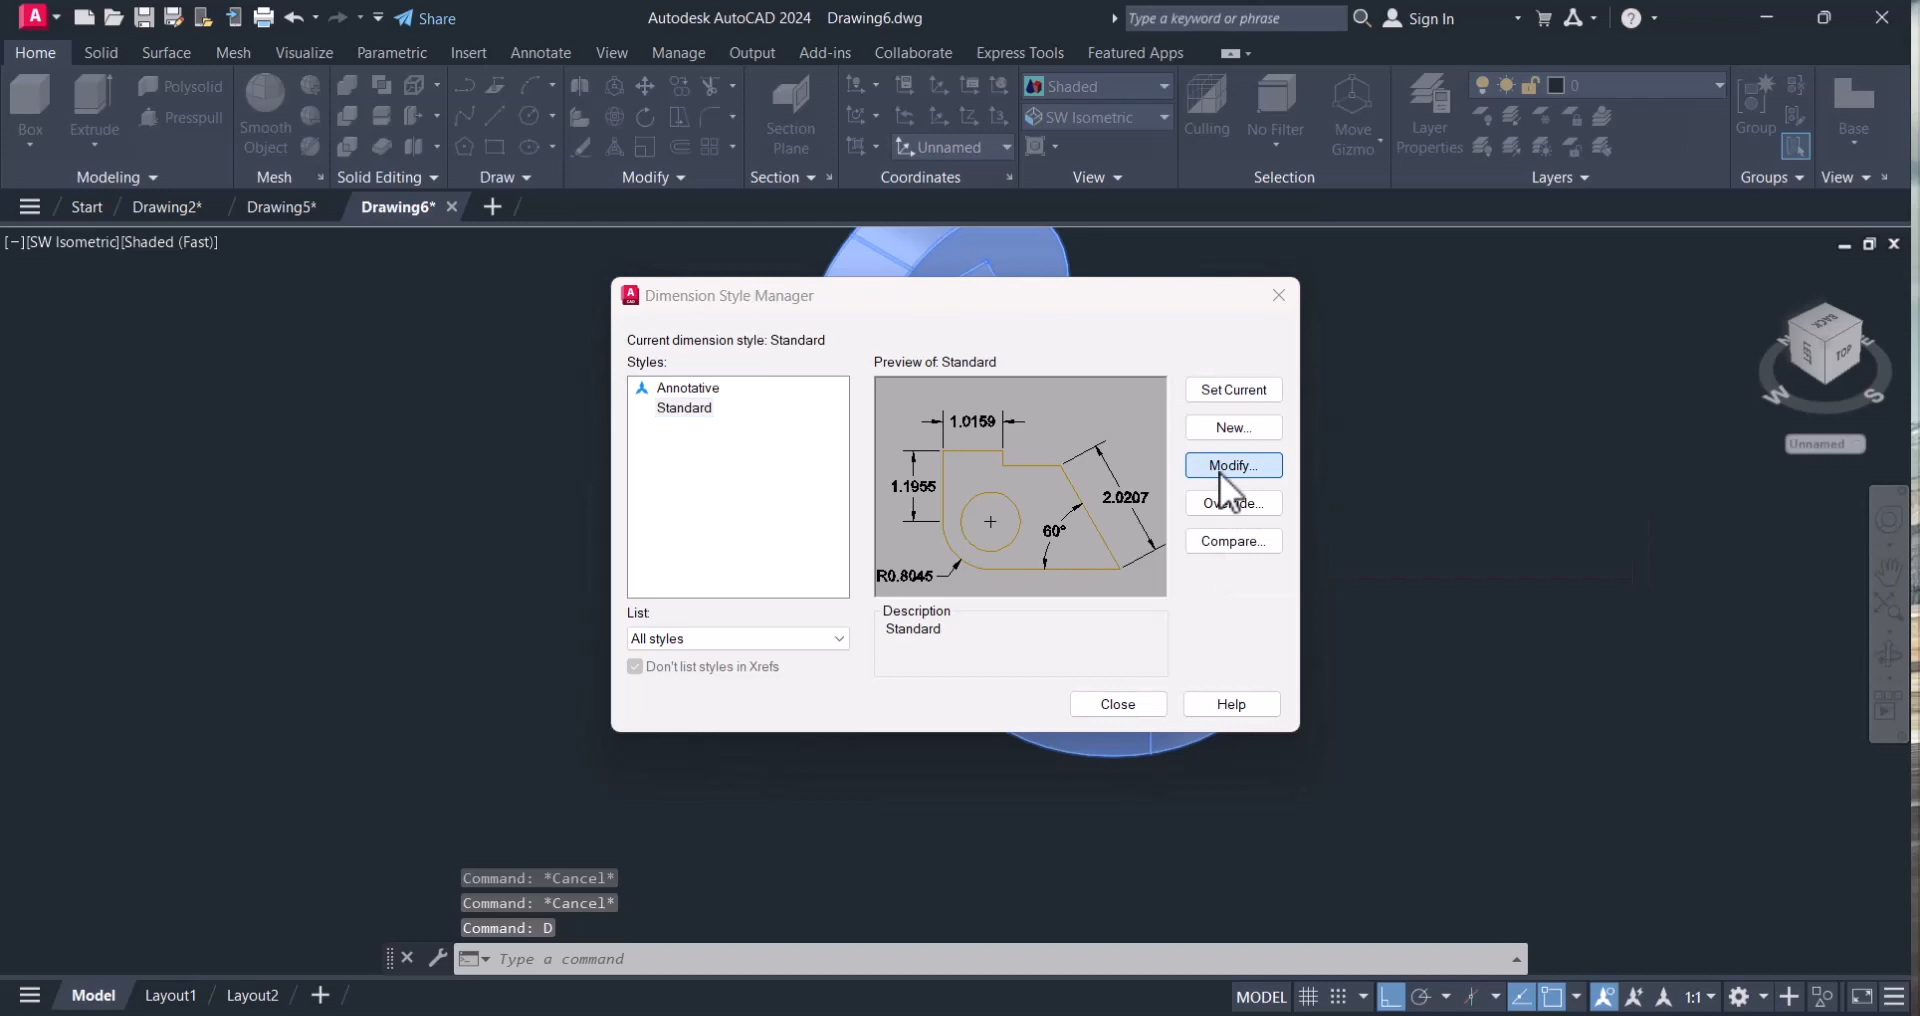 Share
Autodesk AutoCAD 2024 Drawing6.dwg
Type a keyword or phrase
Sign In
Home Solid Surface Mesh Visualize Parametric Insert Annotate View Manage Output Add-ins Collaborate Express Tools Featured Apps
Box
Extrude
Polysolid
Presspull
Smooth Object
Section Plane
Unnamed
Shaded
SW Isometric
Culling
No Filter
Move Gizmo
Layer Properties
0
Group
Base
Modeling Mesh Solid Editing Draw Modify Section Coordinates View Selection Layers Groups View
Start Drawing2* Drawing5* Drawing6*
[−][SW Isometric][Shaded (Fast)]
BACK
LEFT
TOP
W
S
Unnamed
Dimension Style Manager
Current dimension style: Standard
Styles:
Annotative
Standard
Preview of: Standard
1.0159
1.1955
2.0207
60°
R0.8045
Set Current
New...
Modify...
Compare...
List:
All styles
Don't list styles in Xrefs
Description
Standard
Close
Help
Command: *Cancel*
Command: *Cancel*
Command: D
Type a command
Model Layout1 Layout2
MODEL
1:1